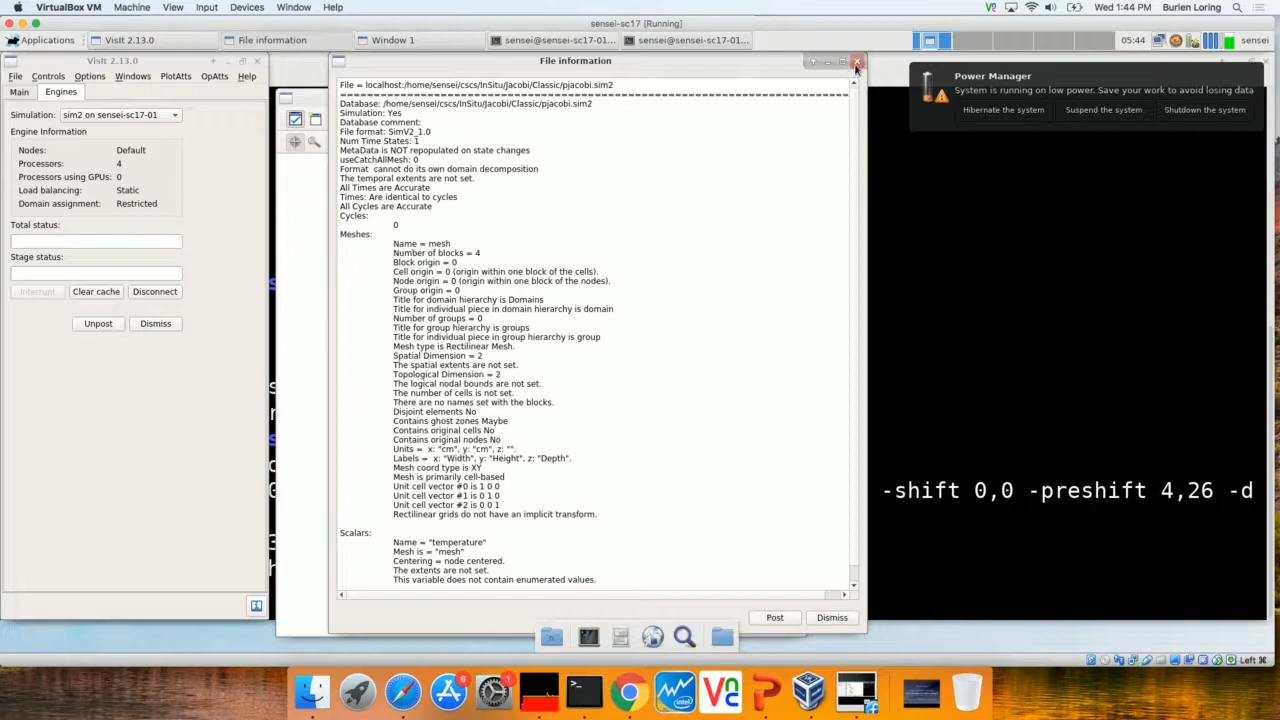 VirtualBox VM Machine View Input Devices Help
Wed 1:44 PM Burien Loring
sensei-sc17 [Running]
Applications VisIt 2.13.0 File information Window 1 sensei@sensei-sc17-01... sensei@sensei-sc17-01... 05:44 sensei
VisIt 2.13.0
File Controls Options Windows PlotAtts OpAtts Help
Main Engines
Simulation: sim2 on sensei-sc17-01
Engine Information
Nodes: Default
Processors: 4
Processors using GPUs: 0
Load balancing: Static
Domain assignment: Restricted
Total status:
Stage status:
Interrupt Clear cache Disconnect
Unpost Dismiss
File information
File = localhost:/home/sensei/cscs/InSitu/Jacobi/Classic/pjacobi.sim2
Database: /home/sensei/cscs/InSitu/Jacobi/Classic/pjacobi.sim2
Simulation: Yes
Database comment:
File format: SimV2_1.0
Num Time States: 1
MetaData is NOT repopulated on state changes
useCatchAllMesh: 0
Format cannot do its own domain decomposition
The temporal extents are not set.
All Times are Accurate
Times: Are identical to cycles
All Cycles are Accurate
Cycles:
0
Meshes:
Name = mesh
Number of blocks = 4
Block origin = 0
Cell origin = 0 (origin within one block of the cells).
Node origin = 0 (origin within one block of the nodes).
Group origin = 0
Title for domain hierarchy is Domains
Title for individual piece in domain hierarchy is domain
Number of groups = 0
Title for group hierarchy is groups
Title for individual piece in group hierarchy is group
Mesh type is Rectilinear Mesh.
Spatial Dimension = 2
The spatial extents are not set.
Topological Dimension = 2
The logical nodal bounds are not set.
The number of cells is not set.
There are no names set with the blocks.
Disjoint elements No
Contains ghost zones Maybe
Contains original cells No
Contains original nodes No
Units = x: "cm", y: "cm", z: "".
Labels = x: "Width", y: "Height", z: "Depth".
Mesh coord type is XY
Mesh is primarily cell-based
Unit cell vector #0 is 1 0 0
Unit cell vector #1 is 0 1 0
Unit cell vector #2 is 0 0 1
Rectilinear grids do not have an implicit transform.
Scalars:
Name = "temperature"
Mesh is = "mesh"
Centering = node centered.
The extents are not set.
This variable does not contain enumerated values.
Post Dismiss
Power Manager
System is running on low power. Save your work to avoid losing data
Hibernate the system Suspend the system Shutdown the system
-shift 0,0 -preshift 4,26 -d
Left ⌘
6
1
>_
intel